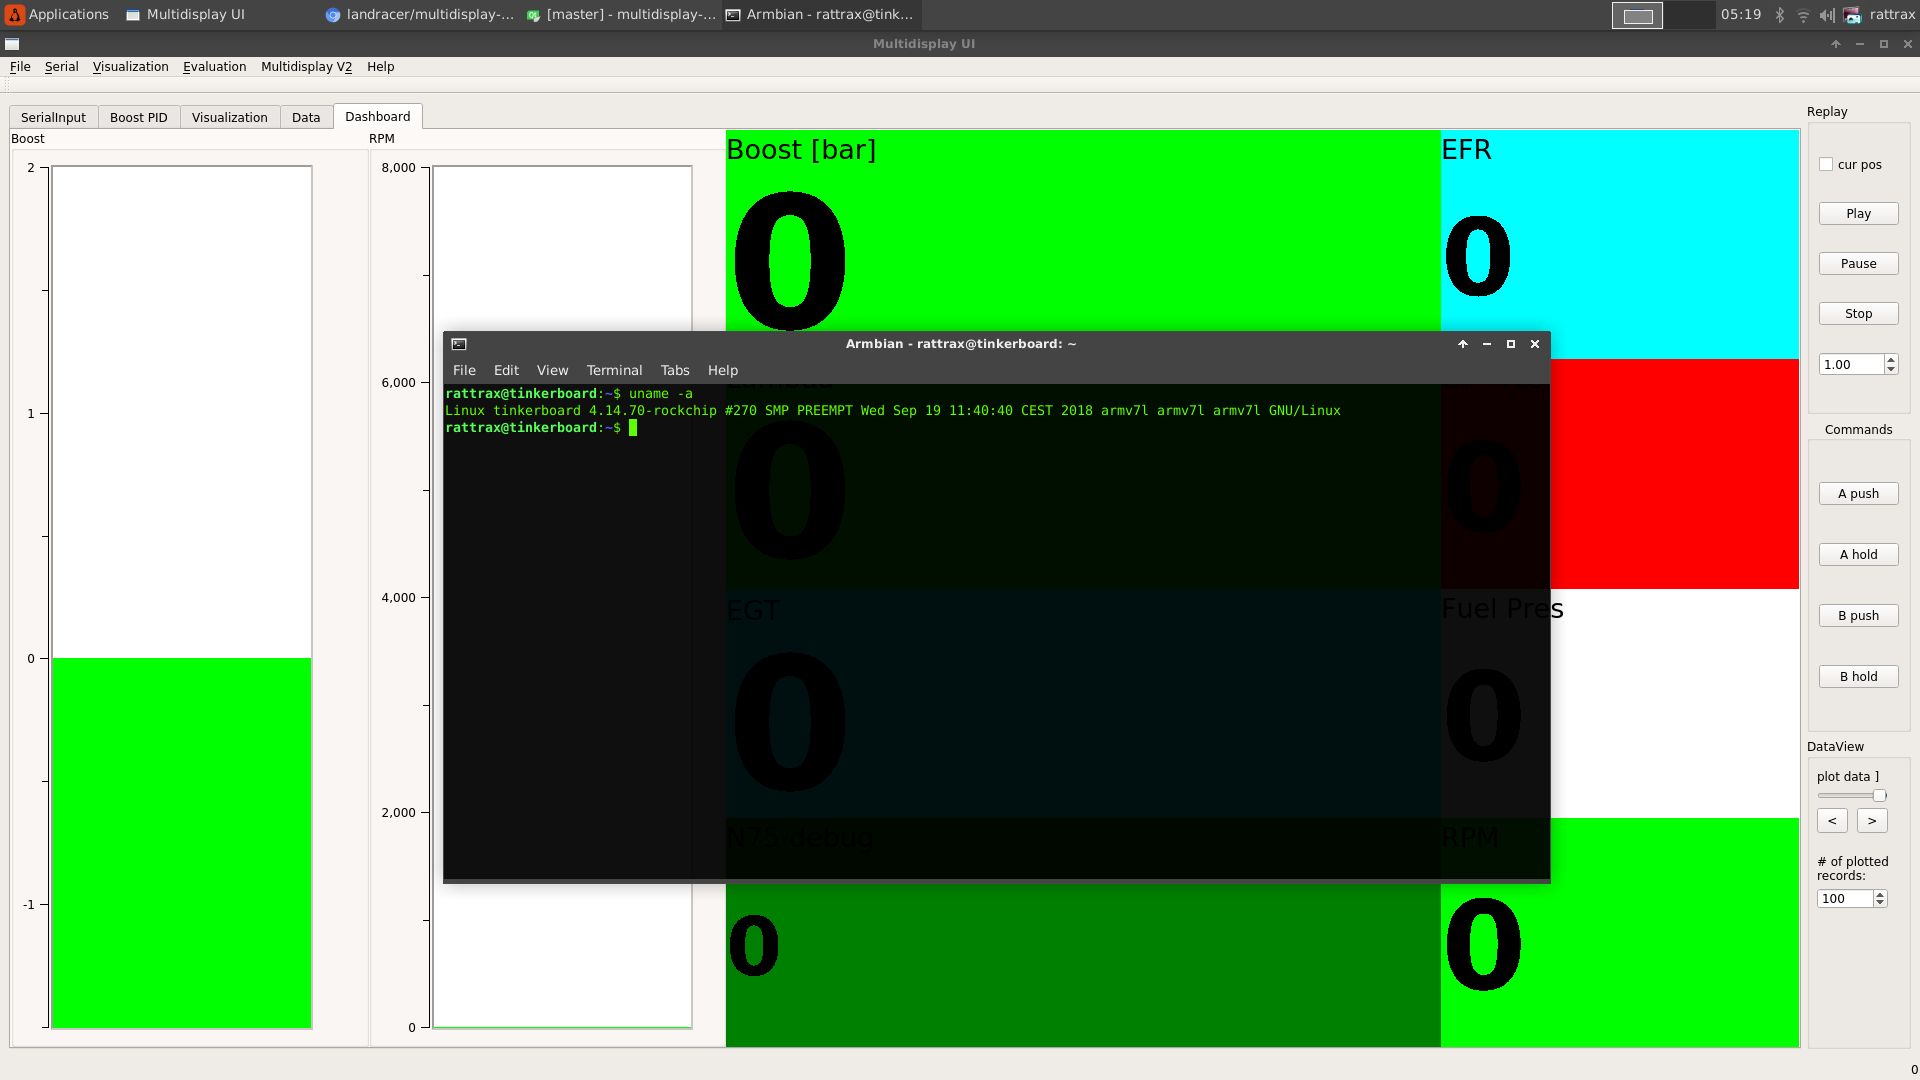 Applications
Multidisplay UI
landracer/multidisplay-...
[master] - multidisplay-...
Armbian - rattrax@tink...
05:19
rattrax
Multidisplay UI
File Serial Visualization Evaluation Multidisplay V2 Help
SerialInput Boost PID Visualization Data Dashboard
Boost
2
1
0
-1
RPM
8,000
6,000
4,000
2,000
0
Boost [bar]
0
EFR
0
Armbian - rattrax@tinkerboard: ~
File Edit View Terminal Tabs Help
rattrax@tinkerboard:~$ uname -a
Linux tinkerboard 4.14.70-rockchip #270 SMP PREEMPT Wed Sep 19 11:40:40 CEST 2018 armv7l armv7l armv7l GNU/Linux
rattrax@tinkerboard:~$
0
0
EGT
0
Fuel Pres
0
N75 debug
0
RPM
0
Replay
cur pos
Play
Pause
Stop
1.00
Commands
A push
A hold
B push
B hold
DataView
plot data ]
< >
# of plotted
records:
100
0